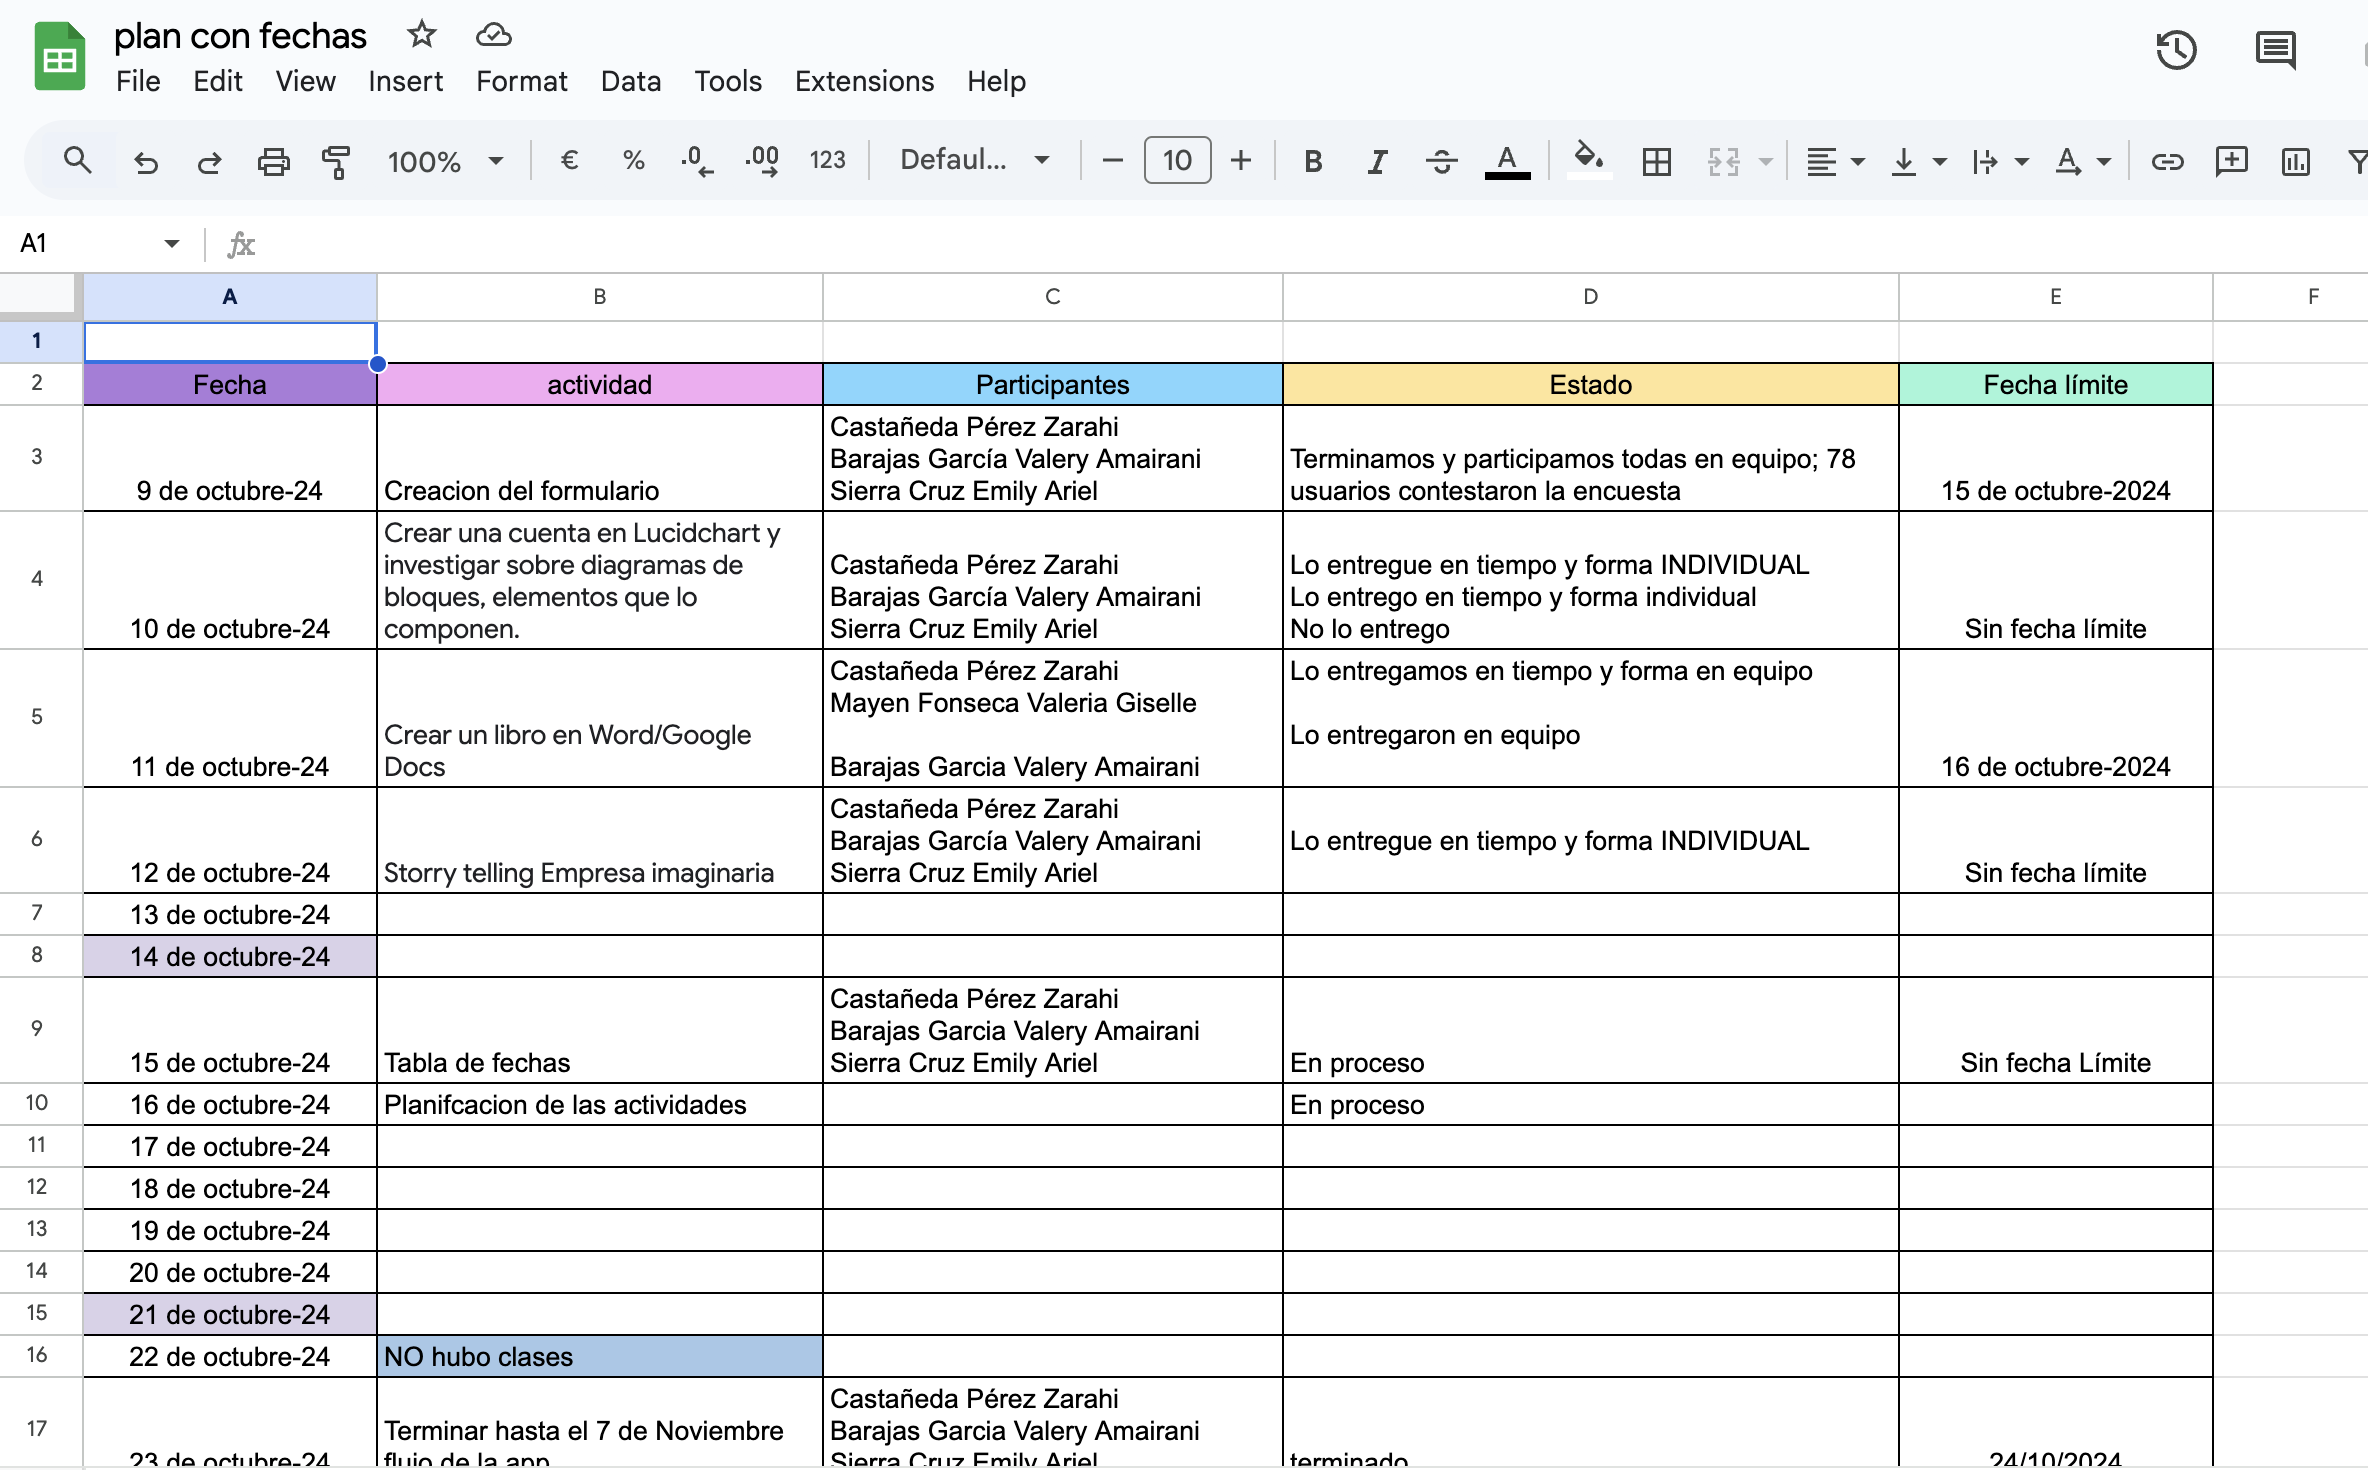 plan con fechas
File Edit View Insert Format Data Tools Extensions Help
100% € % .0 .00 123 Defaul... 10 B I A A
A1 fx
A B C D E F
1
2 Fecha actividad Participantes Estado Fecha límite
3
Castañeda Pérez Zarahi
Barajas García Valery Amairani
Sierra Cruz Emily Ariel
Terminamos y participamos todas en equipo; 78
usuarios contestaron la encuesta
9 de octubre-24 Creacion del formulario
15 de octubre-2024
4
Crear una cuenta en Lucidchart y
investigar sobre diagramas de
bloques, elementos que lo
componen.
10 de octubre-24
Castañeda Pérez Zarahi
Barajas García Valery Amairani
Sierra Cruz Emily Ariel
Lo entregue en tiempo y forma INDIVIDUAL
Lo entrego en tiempo y forma individual
No lo entrego
Sin fecha límite
5
11 de octubre-24
Crear un libro en Word/Google
Docs
Castañeda Pérez Zarahi
Mayen Fonseca Valeria Giselle
Barajas Garcia Valery Amairani
Lo entregamos en tiempo y forma en equipo
Lo entregaron en equipo
16 de octubre-2024
6
12 de octubre-24
Storry telling Empresa imaginaria
Castañeda Pérez Zarahi
Barajas García Valery Amairani
Sierra Cruz Emily Ariel
Lo entregue en tiempo y forma INDIVIDUAL
Sin fecha límite
7 13 de octubre-24
8 14 de octubre-24
9
15 de octubre-24
Tabla de fechas
Castañeda Pérez Zarahi
Barajas Garcia Valery Amairani
Sierra Cruz Emily Ariel
En proceso
Sin fecha Límite
10 16 de octubre-24 Planifcacion de las actividades En proceso
11 17 de octubre-24
12 18 de octubre-24
13 19 de octubre-24
14 20 de octubre-24
15 21 de octubre-24
16 22 de octubre-24 NO hubo clases
17
23 de octubre-24
Terminar hasta el 7 de Noviembre
flujo de la app
Castañeda Pérez Zarahi
Barajas Garcia Valery Amairani
Sierra Cruz Emily Ariel
terminado
24/10/2024